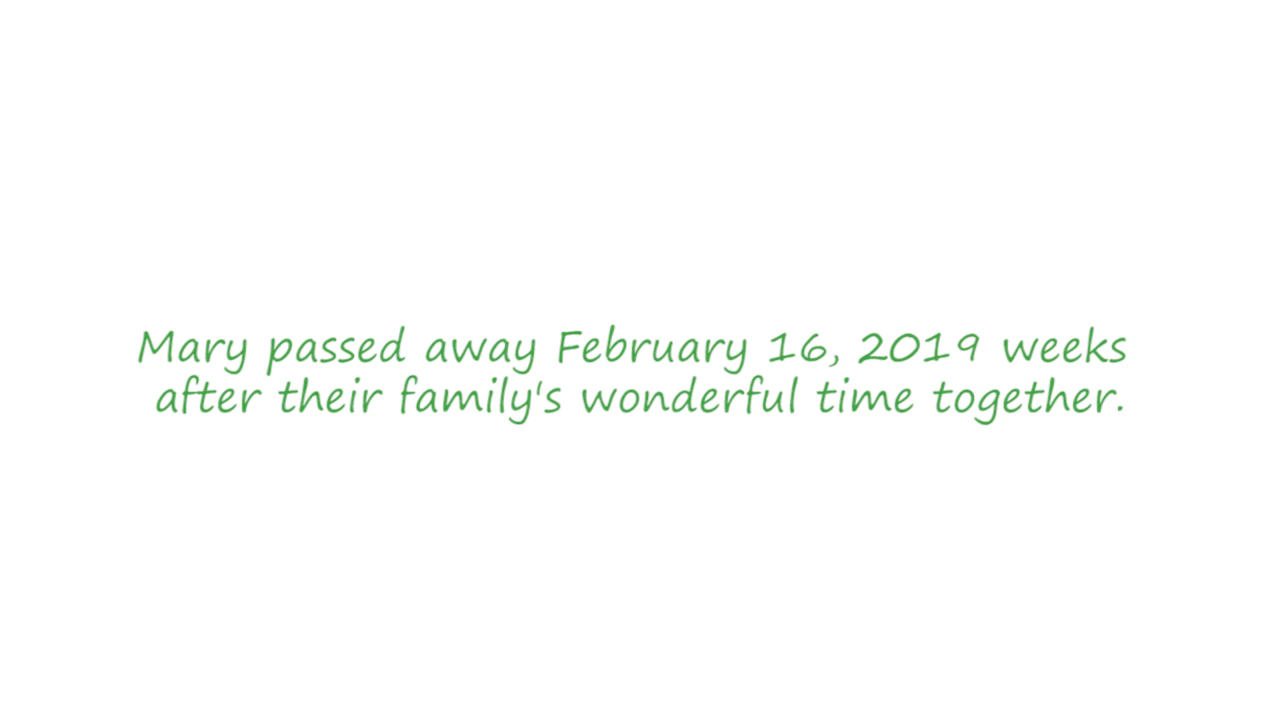 Mary passed away February 16, 2019 weeks
after their family's wonderful time together.